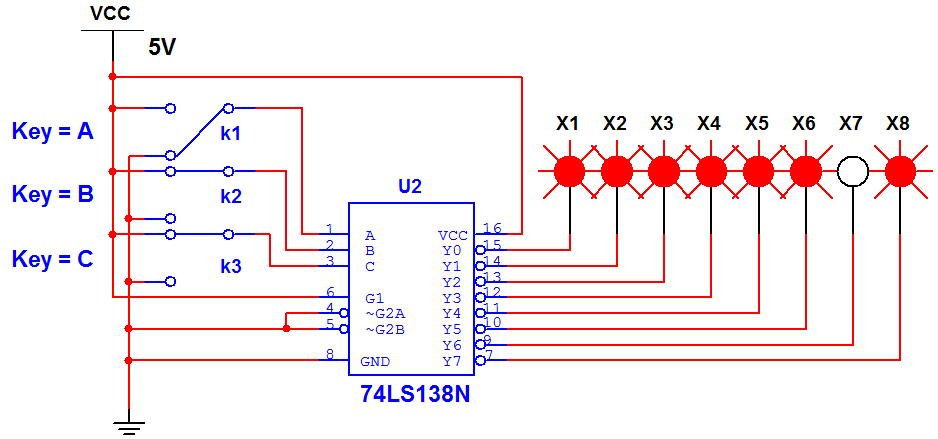 VCC
5V
X1 X2 X3 X4 X5 X6 X7 X8
Key = A
k1
Key = B
k2
U2
Key = C
k3
1 A VCC 16
2 B Y0 15
3 C Y1 14
Y2 13
6 G1 Y3 12
4 ~G2A Y4 11
5 ~G2B Y5 10
Y6 9
8 GND Y7 7
74LS138N